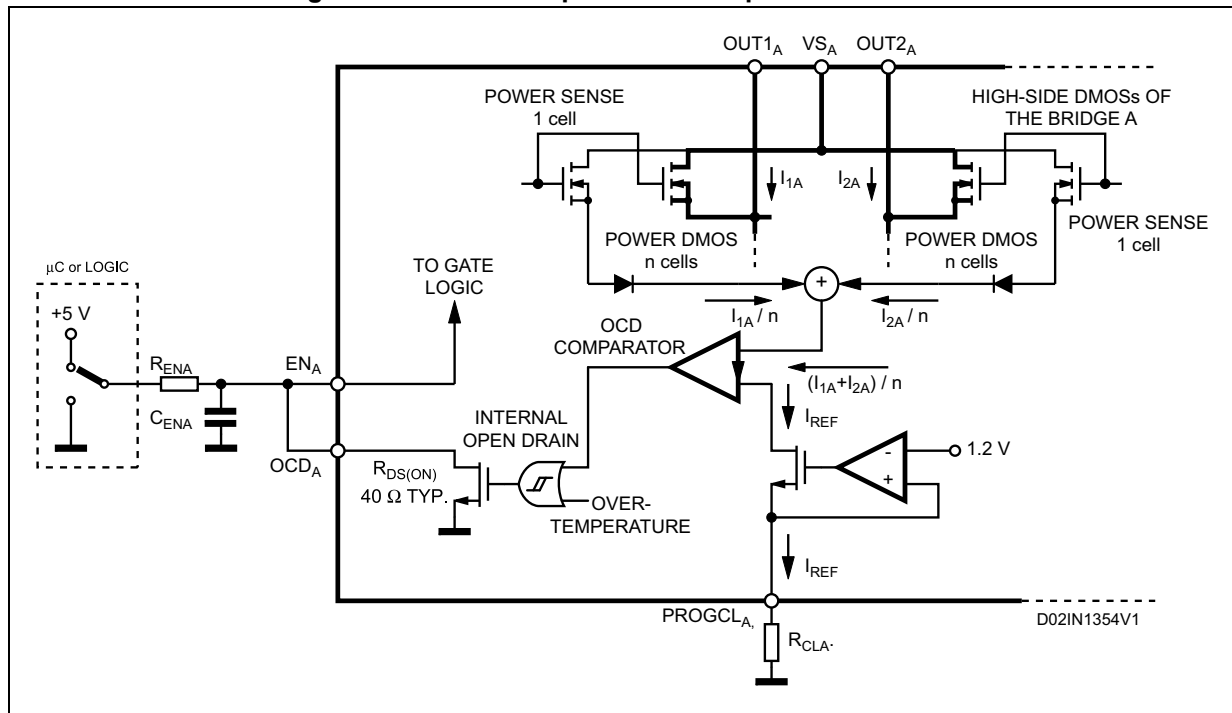 OUT1A VSA OUT2A
POWER SENSE
1 cell
HIGH-SIDE DMOSs OF
THE BRIDGE A
I1A I2A
POWER DMOS
n cells
POWER DMOS
n cells
POWER SENSE
1 cell
μC or LOGIC
+5 V
TO GATE
LOGIC
+
I1A / n
I2A / n
OCD
COMPARATOR
(I1A+I2A) / n
RENA
ENA
CENA
IREF
INTERNAL
OPEN DRAIN
- 1.2 V
+
OCDA
RDS(ON)
40 Ω TYP.
OVER-
TEMPERATURE
IREF
PROGCLA,
D02IN1354V1
RCLA.